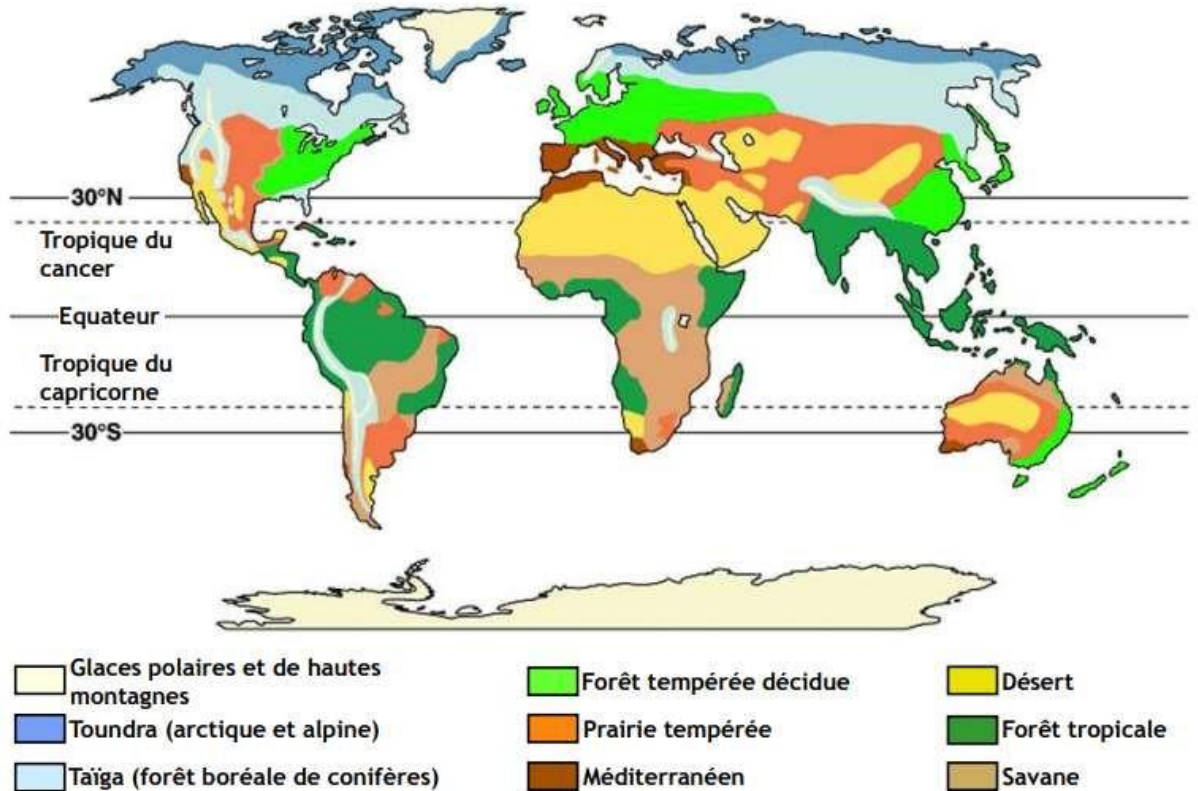 30°N
Tropique du
cancer
Equateur
Tropique du
capricorne
30°S
Glaces polaires et de hautes
montagnes
Toundra (arctique et alpine)
Taïga (forêt boréale de conifères)
Forêt tempérée décidue
Prairie tempérée
Méditerranéen
Désert
Forêt tropicale
Savane